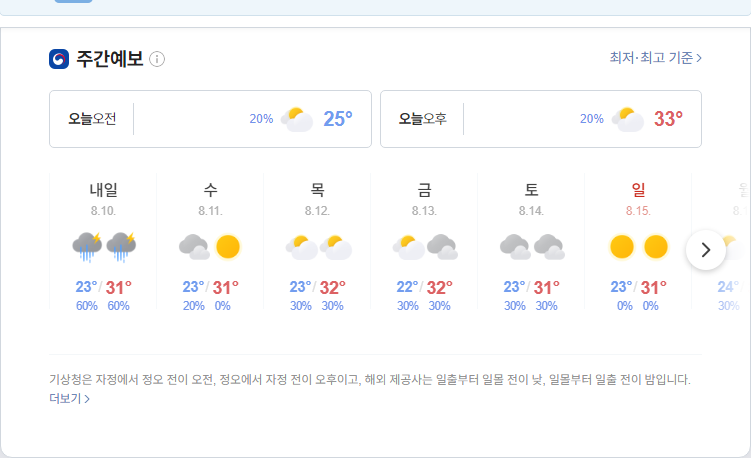 주간예보
최저·최고 기준
오늘오전 20% 25°
오늘오후 20% 33°
내일 수 목 금 토 일
8.10. 8.11. 8.12. 8.13. 8.14. 8.15.
23°/31° 23°/31° 23°/32° 22°/32° 23°/31° 23°/31° 24°
60% 60% 20% 0% 30% 30% 30% 30% 30% 30% 0% 0% 30%
기상청은 자정에서 정오 전이 오전, 정오에서 자정 전이 오후이고, 해외 제공사는 일출부터 일몰 전이 낮, 일몰부터 일출 전이 밤입니다.
더보기